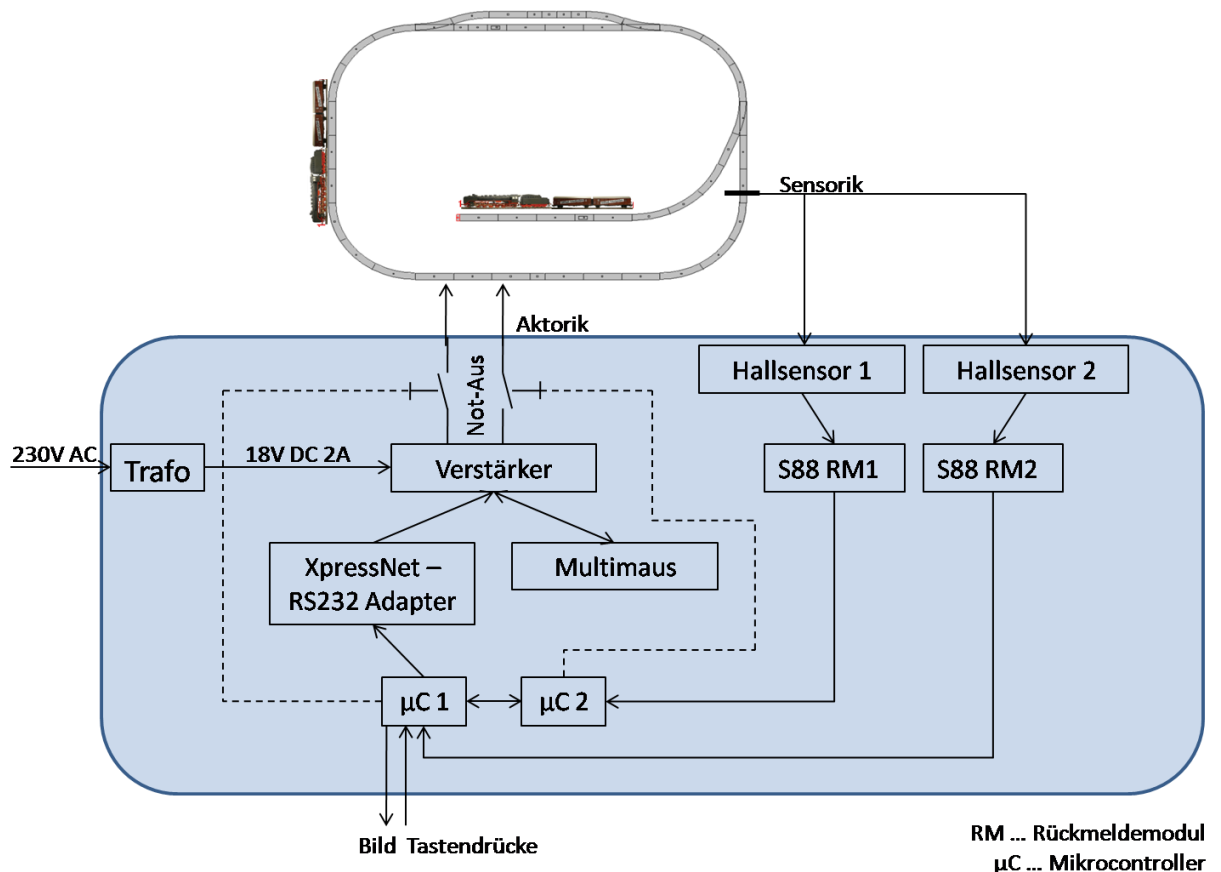 Sensorik
Aktorik
Not-Aus
Hallsensor 1
Hallsensor 2
230V AC
Trafo
18V DC 2A
Verstärker
S88 RM1
S88 RM2
XpressNet –
RS232 Adapter
Multimaus
µC 1
µC 2
Bild Tastendrücke
RM ... Rückmeldemodul
µC ... Mikrocontroller